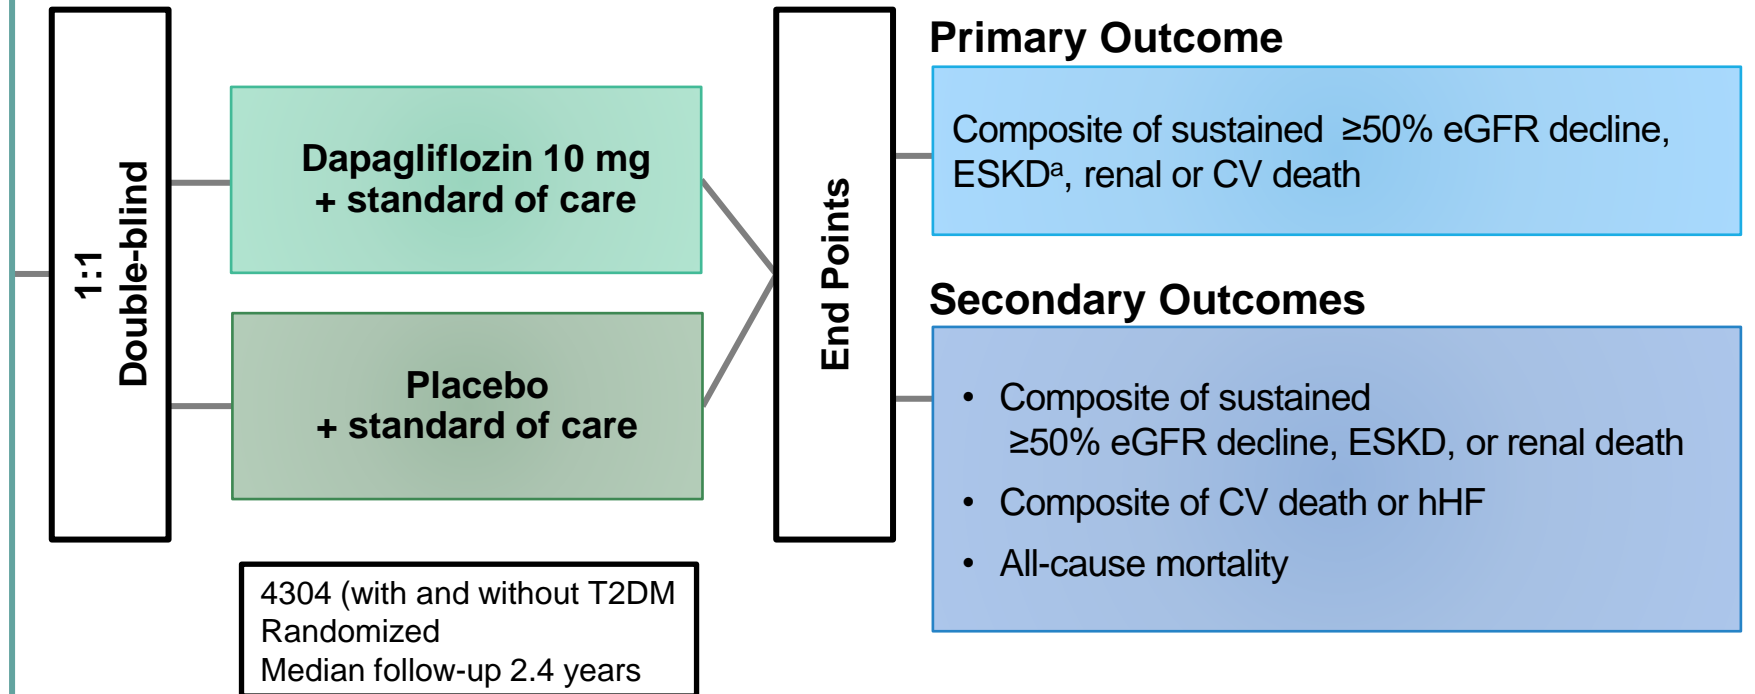 1:1
Double-blind
Dapagliflozin 10 mg
+ standard of care
Placebo
+ standard of care
4304 (with and without T2DM
Randomized
Median follow-up 2.4 years
End Points
Primary Outcome
Composite of sustained ≥50% eGFR decline,
ESKDᵃ, renal or CV death
Secondary Outcomes
• Composite of sustained
≥50% eGFR decline, ESKD, or renal death
• Composite of CV death or hHF
• All-cause mortality